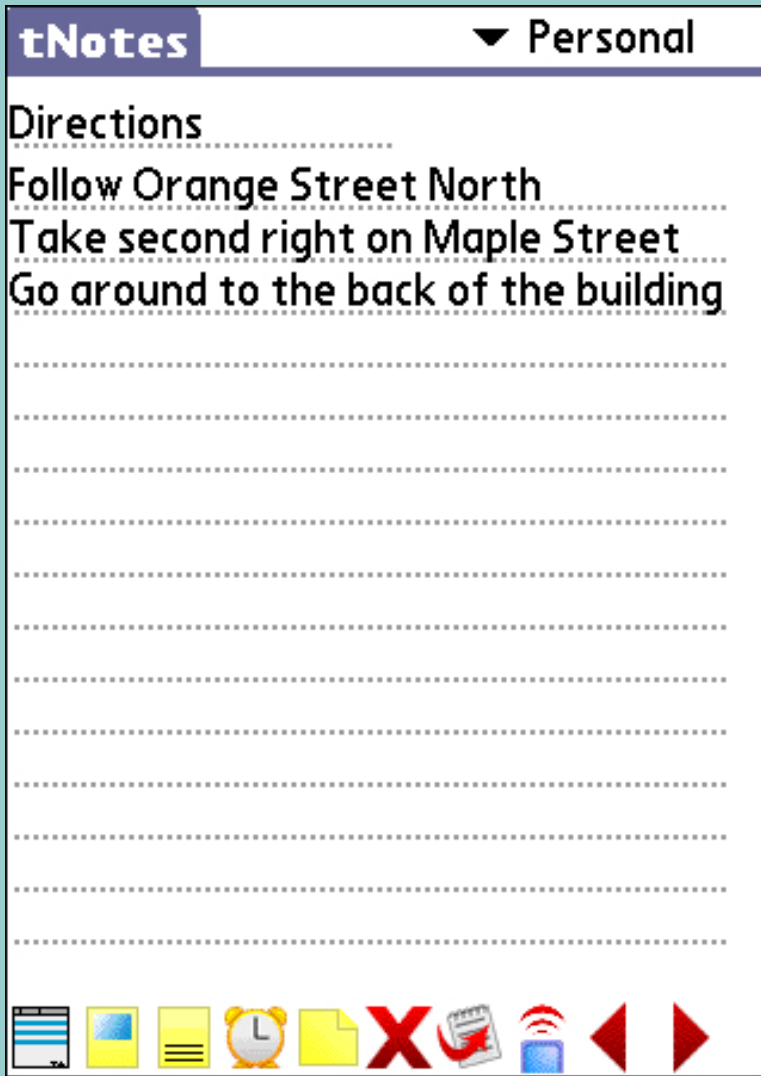 tNotes
Personal
Directions
Follow Orange Street North
Take second right on Maple Street
Go around to the back of the building